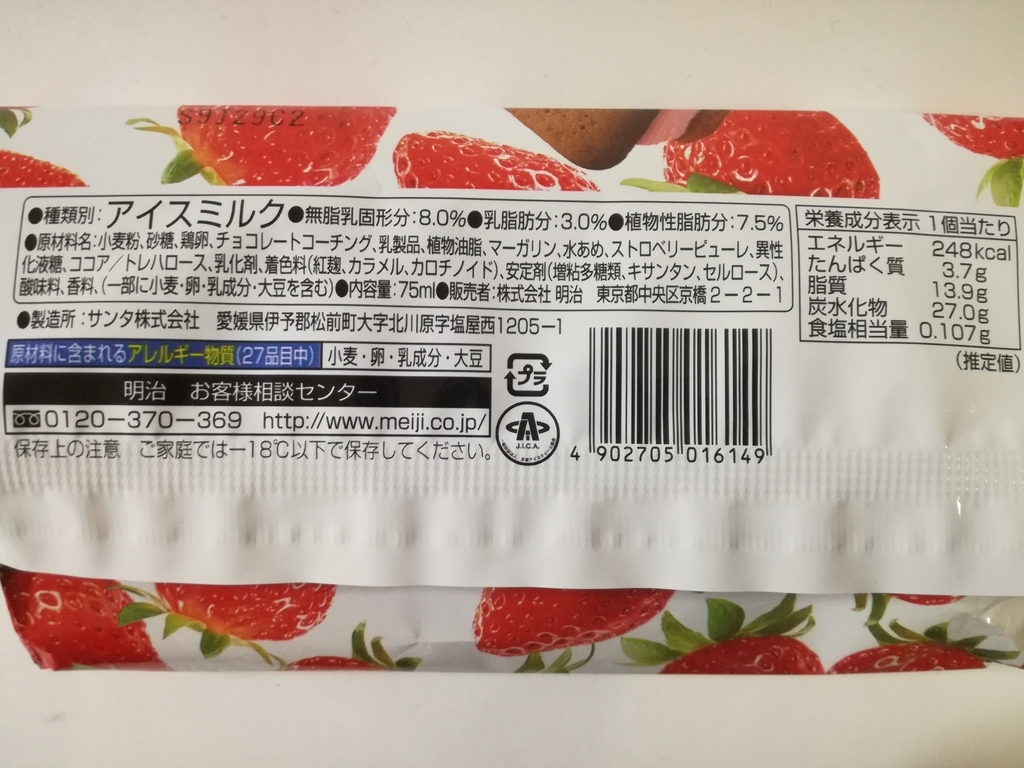 S9J29C2
●種類別:アイスミルク●無脂乳固形分:8.0%●乳脂肪分:3.0%●植物性脂肪分:7.5%
●原材料名:小麦粉、砂糖、鶏卵、チョコレートコーチング、乳製品、植物油脂、マーガリン、水あめ、ストロベリーピューレ、異性
化液糖、ココア/トレハロース、乳化剤、着色料(紅麹、カラメル、カロチノイド)、安定剤(増粘多糖類、キサンタン、セルロース)、
酸味料、香料、(一部に小麦・卵・乳成分・大豆を含む)●内容量:75ml●販売者:株式会社 明治 東京都中央区京橋2-2-1
●製造所:サンタ株式会社 愛媛県伊予郡松前町大字北川原字塩屋西1205-1
原材料に含まれるアレルギー物質(27品目中) 小麦・卵・乳成分・大豆
明治 お客様相談センター
0120-370-369 http://www.meiji.co.jp/
保存上の注意 ご家庭では-18℃以下で保存してください。
プラ
J.I.C.A.
4 902705 016149
栄養成分表示 1個当たり
エネルギー 248kcal
たんぱく質 3.7g
脂質 13.9g
炭水化物 27.0g
食塩相当量 0.107g
(推定値)